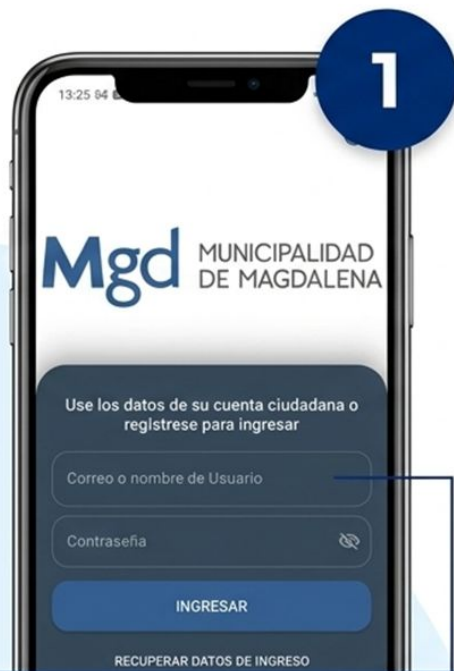 1
13:25 84
Mgd MUNICIPALIDAD
DE MAGDALENA
Use los datos de su cuenta ciudadana o
registrese para ingresar
Correo o nombre de Usuario
Contraseña
INGRESAR
RECUPERAR DATOS DE INGRESO